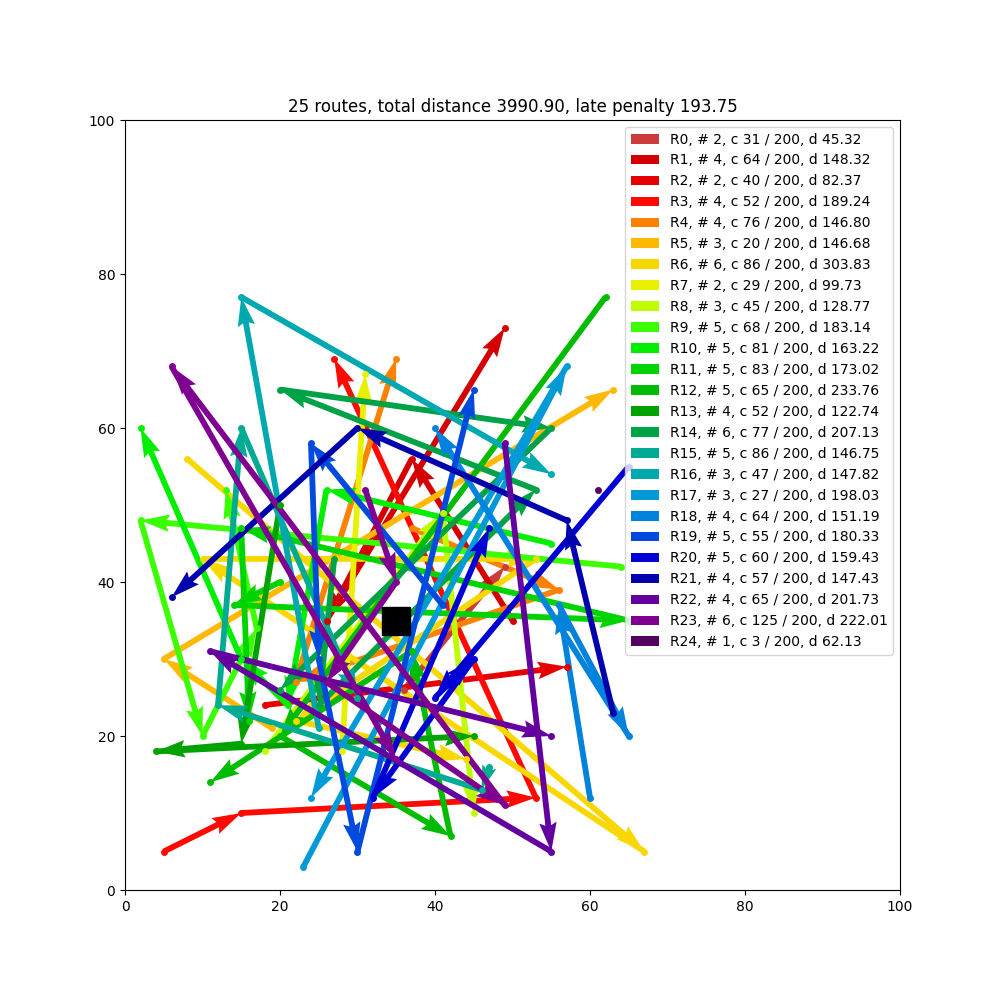 25 routes, total distance 3990.90, late penalty 193.75
100
80
60
40
20
0
0 20 40 60 80 100
R0, # 2, c 31 / 200, d 45.32
R1, # 4, c 64 / 200, d 148.32
R2, # 2, c 40 / 200, d 82.37
R3, # 4, c 52 / 200, d 189.24
R4, # 4, c 76 / 200, d 146.80
R5, # 3, c 20 / 200, d 146.68
R6, # 6, c 86 / 200, d 303.83
R7, # 2, c 29 / 200, d 99.73
R8, # 3, c 45 / 200, d 128.77
R9, # 5, c 68 / 200, d 183.14
R10, # 5, c 81 / 200, d 163.22
R11, # 5, c 83 / 200, d 173.02
R12, # 5, c 65 / 200, d 233.76
R13, # 4, c 52 / 200, d 122.74
R14, # 6, c 77 / 200, d 207.13
R15, # 5, c 86 / 200, d 146.75
R16, # 3, c 47 / 200, d 147.82
R17, # 3, c 27 / 200, d 198.03
R18, # 4, c 64 / 200, d 151.19
R19, # 5, c 55 / 200, d 180.33
R20, # 5, c 60 / 200, d 159.43
R21, # 4, c 57 / 200, d 147.43
R22, # 4, c 65 / 200, d 201.73
R23, # 6, c 125 / 200, d 222.01
R24, # 1, c 3 / 200, d 62.13